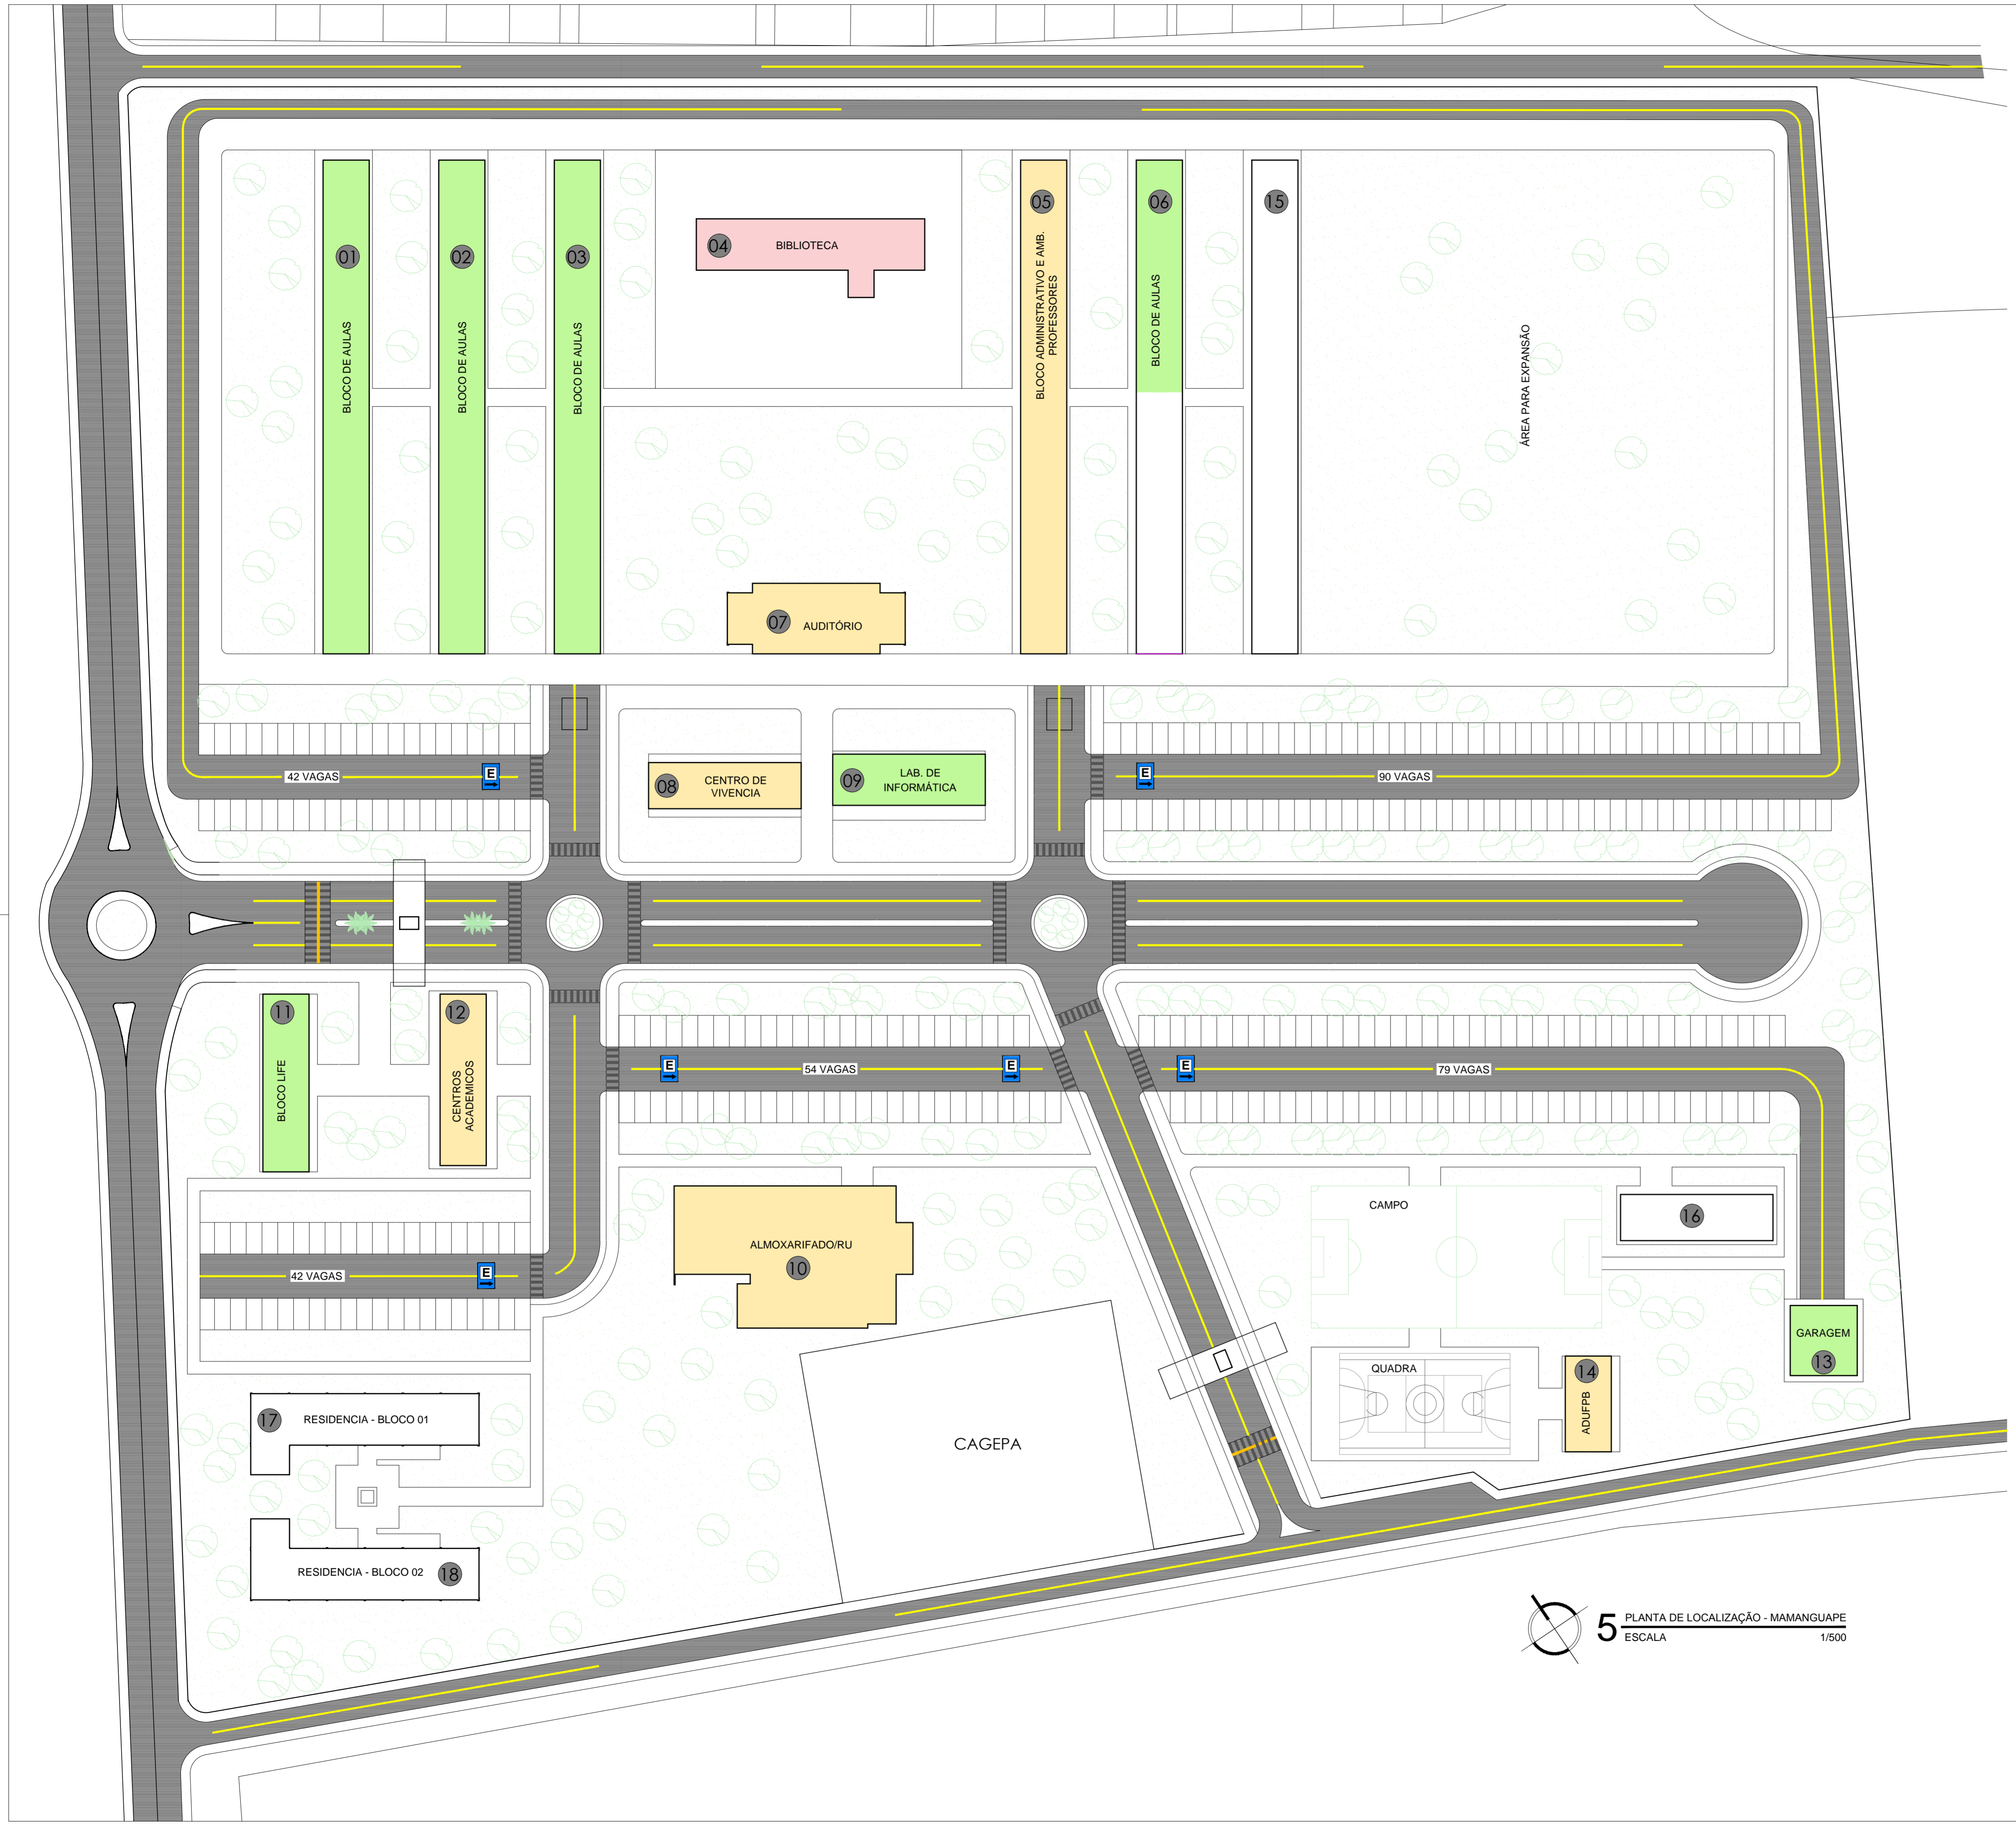 01
BLOCO DE AULAS
02
BLOCO DE AULAS
03
BLOCO DE AULAS
04
BIBLIOTECA
05
BLOCO ADMINISTRATIVO E AMB.
PROFESSORES
06
BLOCO DE AULAS
15
ÁREA PARA EXPANSÃO
07
AUDITÓRIO
42 VAGAS
E
08
CENTRO DE
VIVENCIA
09
LAB. DE
INFORMÁTICA
E
90 VAGAS
11
BLOCO LIFE
12
CENTROS
ACADEMICOS
E
54 VAGAS
E
E
79 VAGAS
42 VAGAS
E
ALMOXARIFADO/RU
10
CAMPO
16
GARAGEM
13
QUADRA
14
ADUFPB
17
RESIDENCIA - BLOCO 01
CAGEPA
RESIDENCIA - BLOCO 02
18
5
PLANTA DE LOCALIZAÇÃO - MAMANGUAPE
ESCALA 1/500